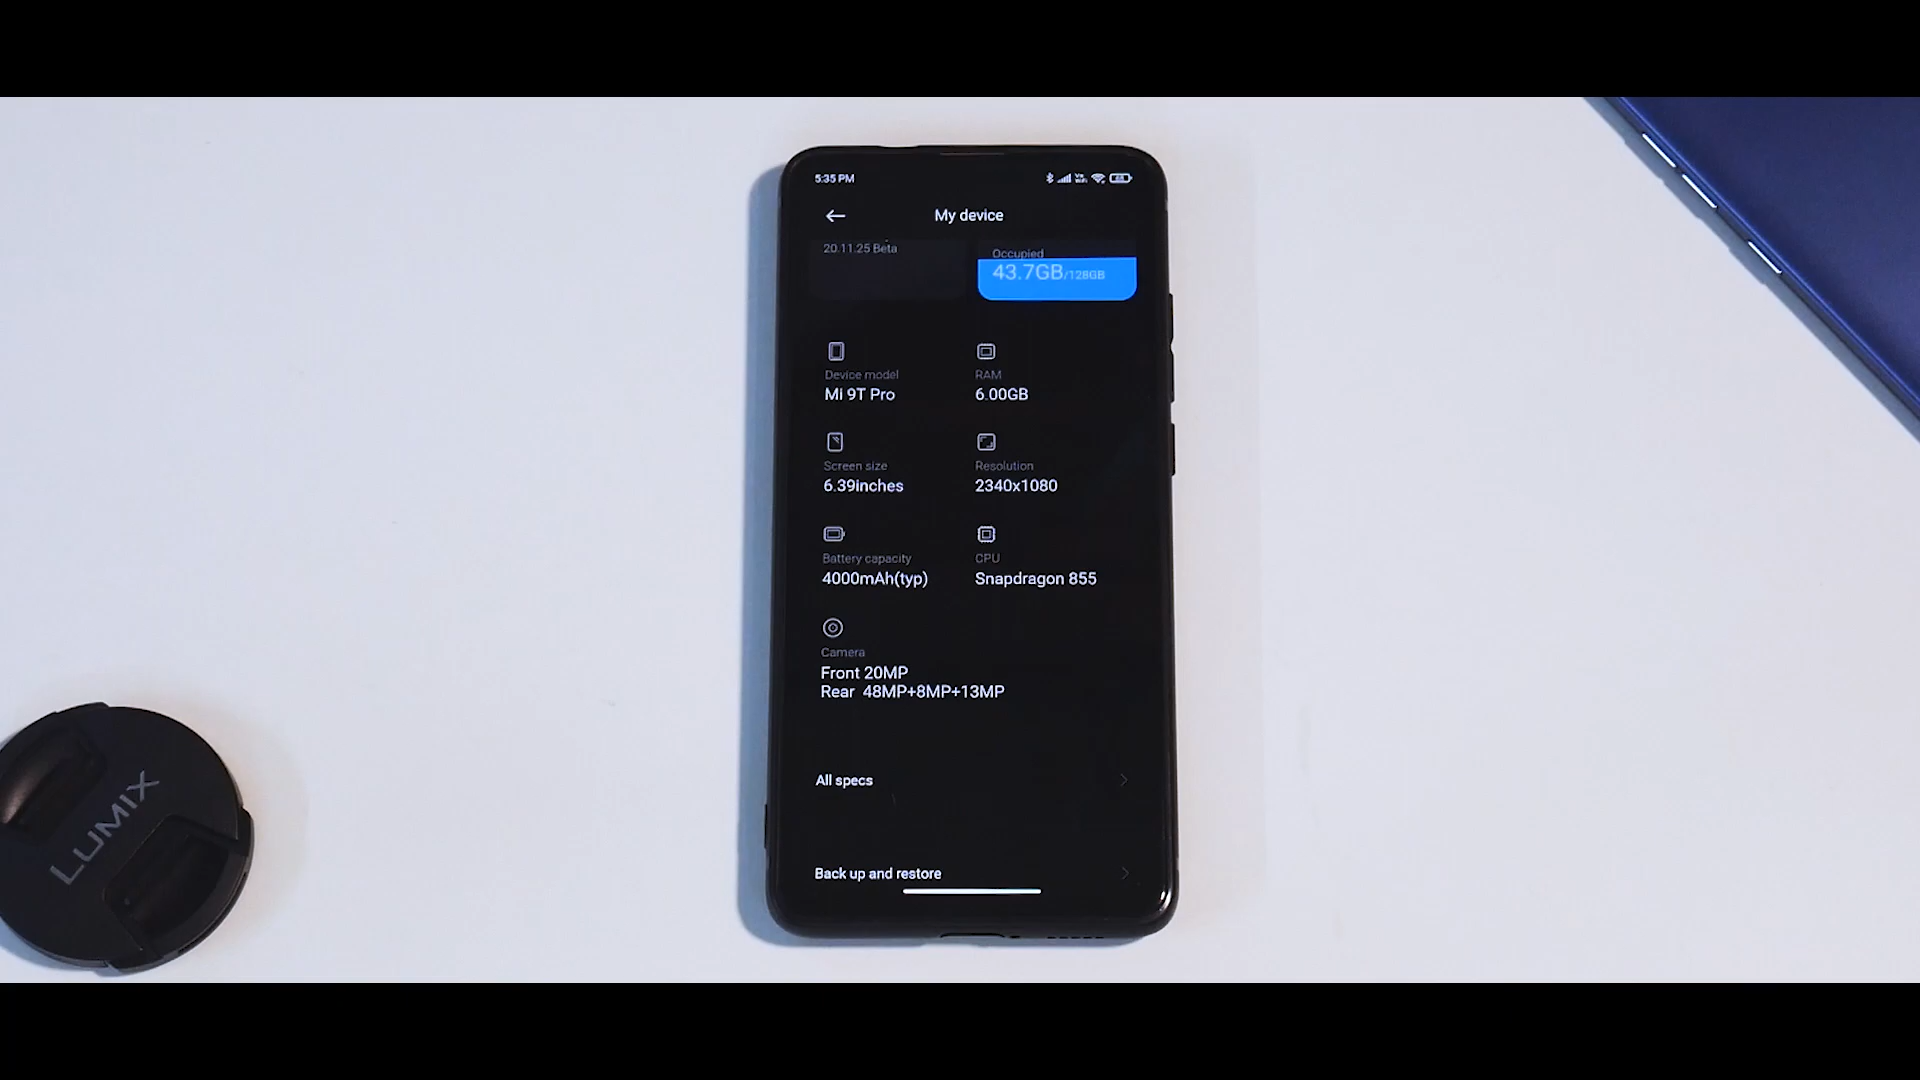 5:35 PM
My device
20.11.25 Beta
Occupied
43.7GB/128GB
Device model
Mi 9T Pro
RAM
6.00GB
Screen size
6.39inches
Resolution
2340x1080
Battery capacity
4000mAh(typ)
CPU
Snapdragon 855
Camera
Front 20MP
Rear 48MP+8MP+13MP
All specs
Back up and restore
LUMIX